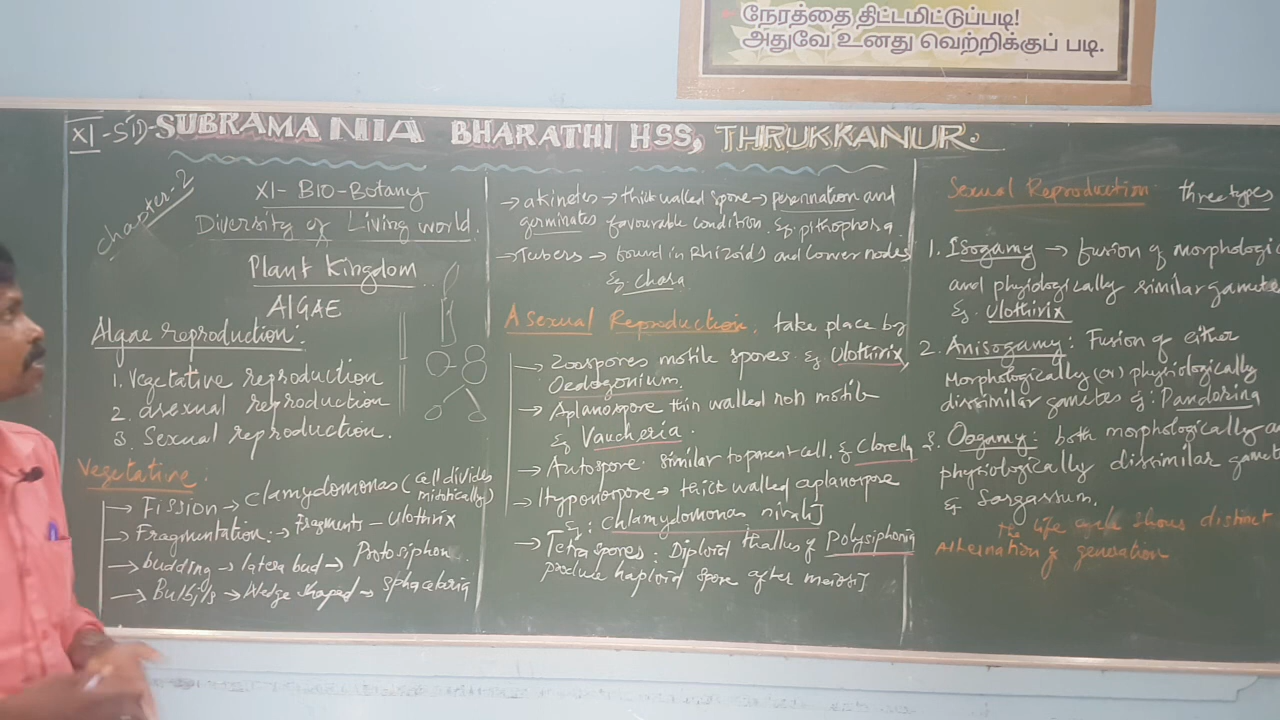 நேரத்தை திட்டமிட்டுப்படி!
அதுவே உனது வெற்றிக்குப் படி.
XI - STD - SUBRAMANIA BHARATHI HSS, THRUKKANUR.
chapter-2
XI- BIO-Botany
Diversity of Living world.
Plant Kingdom
AlGAE
Algae reproduction:
1. Vegetative reproduction
2. asexual reproduction
3 Sexual reproduction.
Vegetative.
→ Fission → clamydomonas (cell divides mitotically)
→ Fragmentation: → fragments - Ulothrix
→ budding → lateral bud → Protosiphon
→ Bulbils → Wedge shaped → sphacelaria
→ akinetes → thick walled spore → perennation and
germinates favourable condition. Eg. pithophora.
→ Tubers → found in Rhizoids and lower nodes
Eg. chara
Asexual Reproduction. take place by
→ Zoospores motile spores Eg Ulothrix
Oedogonium.
→ Aplanospore thin walled non motile
Eg Vaucheria.
→ Autospore. similar to parent cell. Eg Clorella
→ Hypnospore → thick walled aplanospore
Eg: Chlamydomonas nivalis
→ Tetraspores. Diploid thallus of Polysiphonia
produce haploid spore after meiosis
Sexual Reproduction three types
1. Isogamy → fusion of morphologic
and physiologically similar gamete
Eg. Ulothirix
2. Anisogamy: Fusion of either
Morphologically (or) physiologically
dissimilar gametes Eg: Pandorina
3. Oogamy: both morphologically a
physiologically dissimilar gamet
Eg Sargassum.
The life cycle shows distinct
Alternation of generation